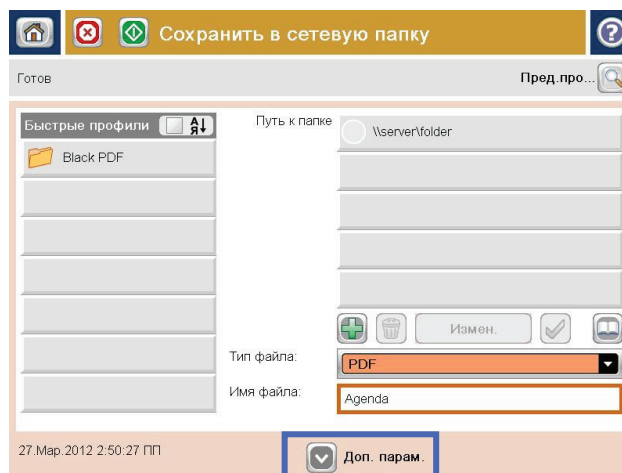 Сохранить в сетевую папку
Готов
Пред.про...
Быстрые профили АЯ
Путь к папке
\\server\folder
Black PDF
Измен.
Тип файла:
PDF
Имя файла:
Agenda
27.Мар.2012 2:50:27 ПП
Доп. парам.